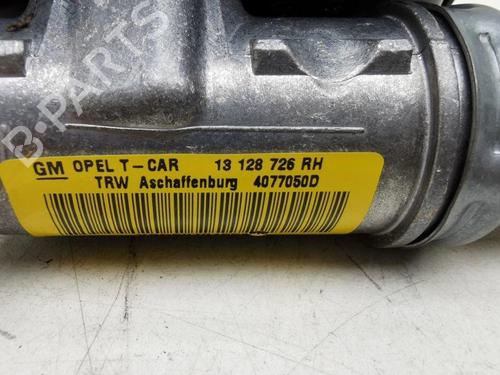 B-PARTS
GM OPEL T-CAR 13 128 726 RH
TRW Aschaffenburg 4077050D